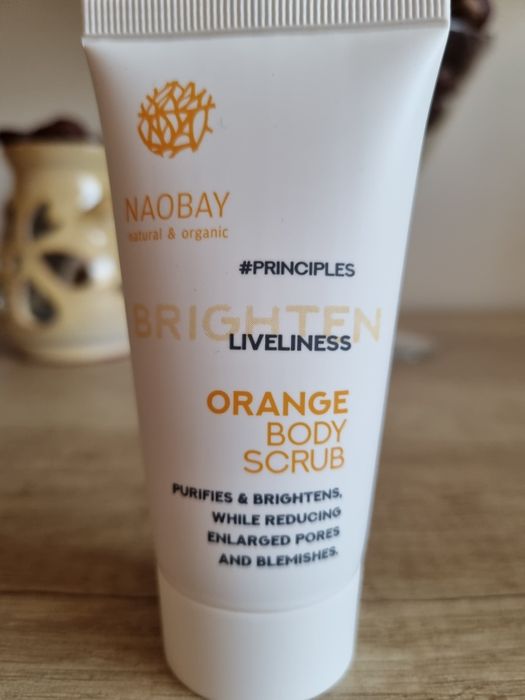 NAOBAY
natural & organic
#PRINCIPLES
BRIGHTEN
LIVELINESS
ORANGE
BODY
SCRUB
PURIFIES & BRIGHTENS,
WHILE REDUCING
ENLARGED PORES
AND BLEMISHES.